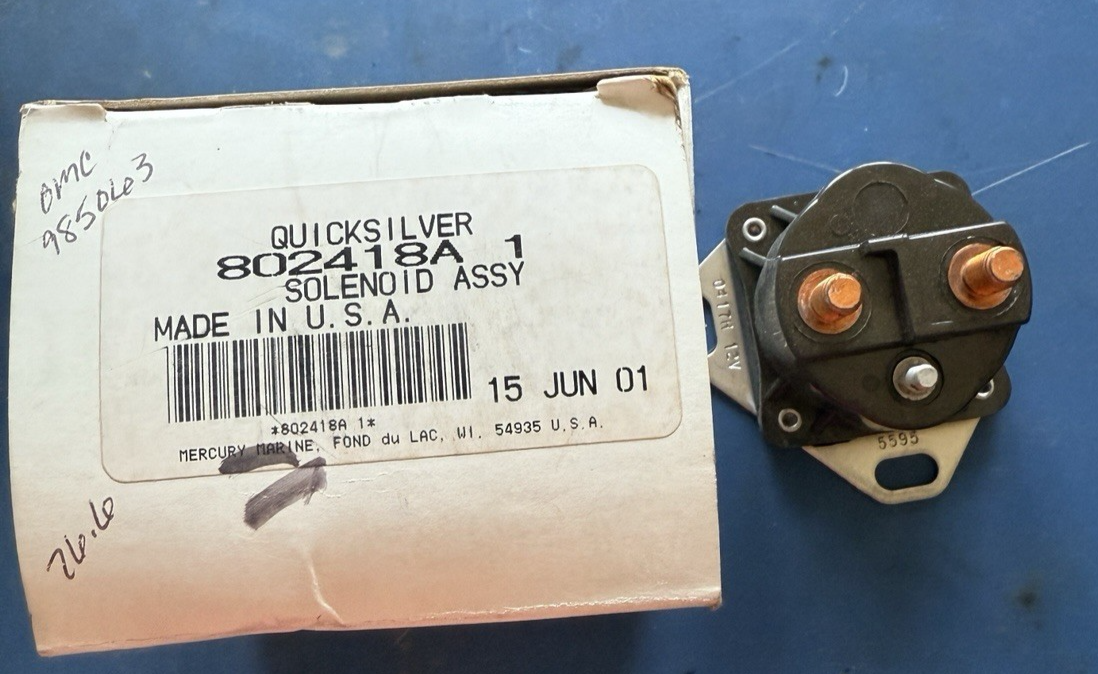 OMC
985063
QUICKSILVER
802418A 1
SOLENOID ASSY
MADE IN U.S.A.
15 JUN 01
*802418A 1*
MERCURY MARINE, FOND du LAC, WI. 54935 U.S.A.
26.6
12V
5595